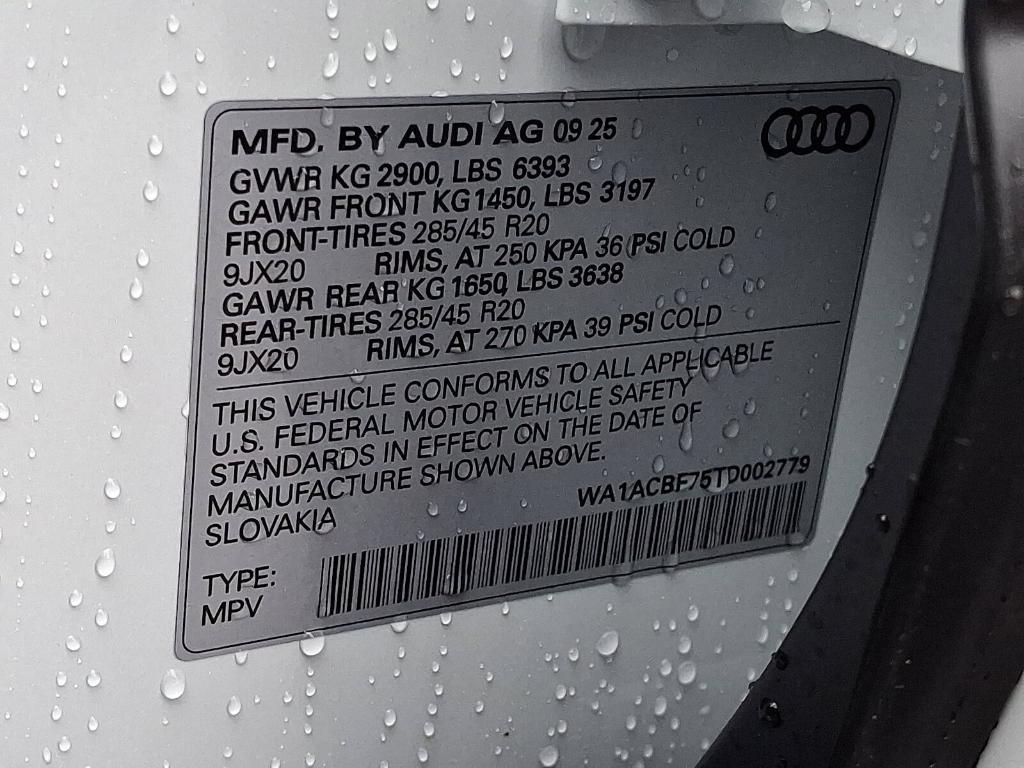 MFD. BY AUDI AG 09 25
GVWR KG 2900, LBS 6393
GAWR FRONT KG 1450, LBS 3197
FRONT-TIRES 285/45 R20
9JX20 RIMS, AT 250 KPA 36 PSI COLD
GAWR REAR KG 1650, LBS 3638
REAR-TIRES 285/45 R20
9JX20 RIMS, AT 270 KPA 39 PSI COLD
THIS VEHICLE CONFORMS TO ALL APPLICABLE
U.S. FEDERAL MOTOR VEHICLE SAFETY
STANDARDS IN EFFECT ON THE DATE OF
MANUFACTURE SHOWN ABOVE.
SLOVAKIA
WA1ACBF75TD002779
TYPE:
MPV